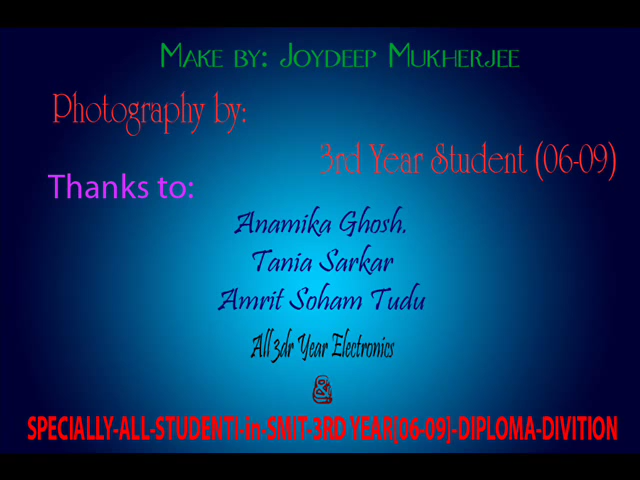 Make by: Joydeep Mukherjee
Photography by:
3rd Year Student (06-09)
Thanks to:
Anamika Ghosh.
Tania Sarkar
Amrit Soham Tudu
All 3dr Year Electronics
&
SPECIALLY-ALL-STUDENTi-in-SMIT-3RD YEAR[06-09]-DIPLOMA-DIVITION